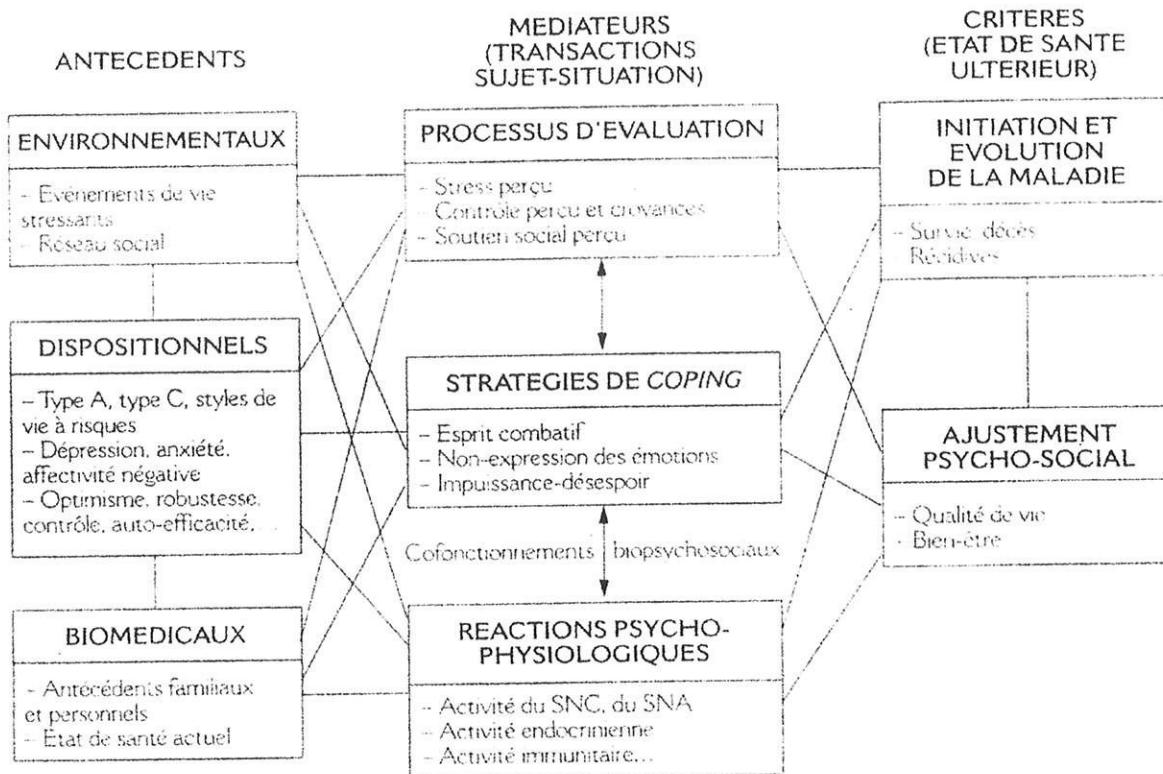 ANTECEDENTS
MEDIATEURS
(TRANSACTIONS
SUJET-SITUATION)
CRITERES
(ETAT DE SANTE
ULTERIEUR)
ENVIRONNEMENTAUX
– Evénements de vie
stressants
– Réseau social
DISPOSITIONNELS
– Type A, type C, styles de
vie à risques
– Dépression, anxiété,
affectivité négative
– Optimisme, robustesse,
contrôle, auto-efficacité,…
BIOMEDICAUX
– Antécédents familiaux
et personnels
– Etat de santé actuel
PROCESSUS D'EVALUATION
– Stress perçu
– Contrôle perçu et croyances
– Soutien social perçu
STRATEGIES DE COPING
– Esprit combatif
– Non-expression des émotions
– Impuissance-désespoir
Cofonctionnements biopsychosociaux
REACTIONS PSYCHO-
PHYSIOLOGIQUES
– Activité du SNC, du SNA
– Activité endocrinienne
– Activité immunitaire…
INITIATION ET
EVOLUTION
DE LA MALADIE
– Survie, décès
– Récidives
AJUSTEMENT
PSYCHO-SOCIAL
– Qualité de vie
– Bien-être